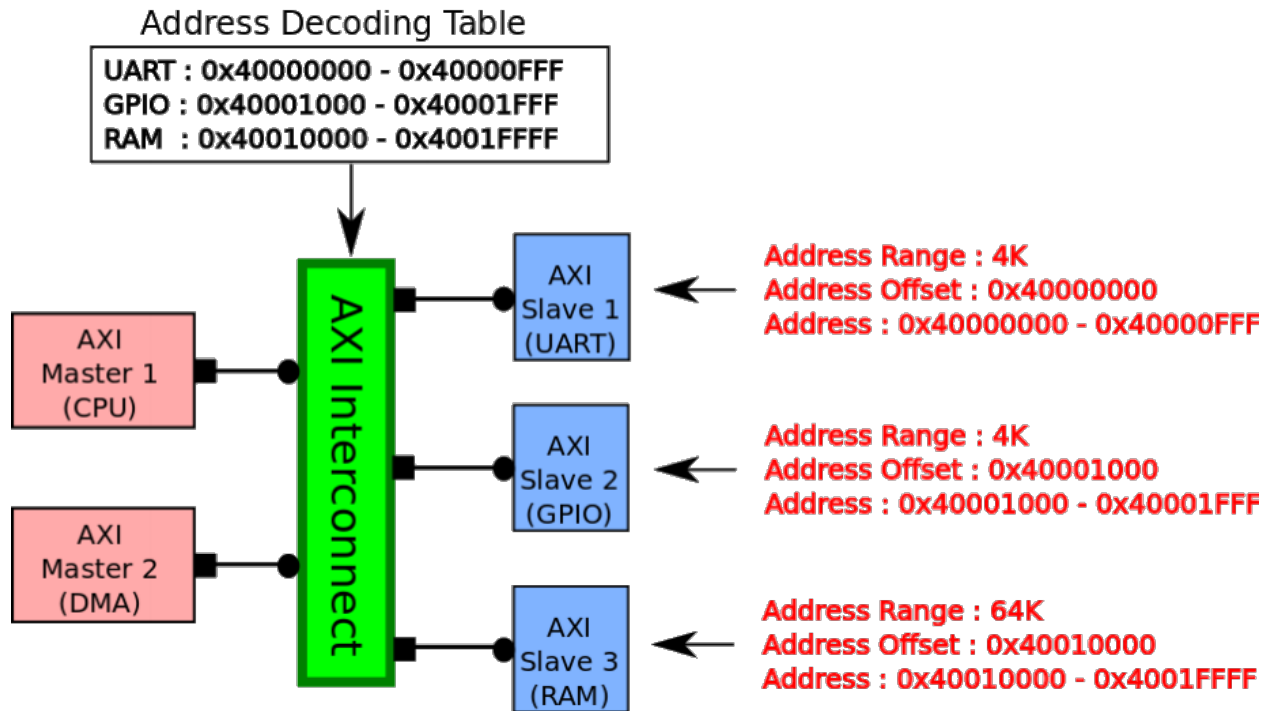 Address Decoding Table
UART : 0x40000000 - 0x40000FFF
GPIO : 0x40001000 - 0x40001FFF
RAM : 0x40010000 - 0x4001FFFF
AXI
Master 1
(CPU)
AXI
Master 2
(DMA)
AXI Interconnect
AXI
Slave 1
(UART)
Address Range : 4K
Address Offset : 0x40000000
Address : 0x40000000 - 0x40000FFF
AXI
Slave 2
(GPIO)
Address Range : 4K
Address Offset : 0x40001000
Address : 0x40001000 - 0x40001FFF
AXI
Slave 3
(RAM)
Address Range : 64K
Address Offset : 0x40010000
Address : 0x40010000 - 0x4001FFFF